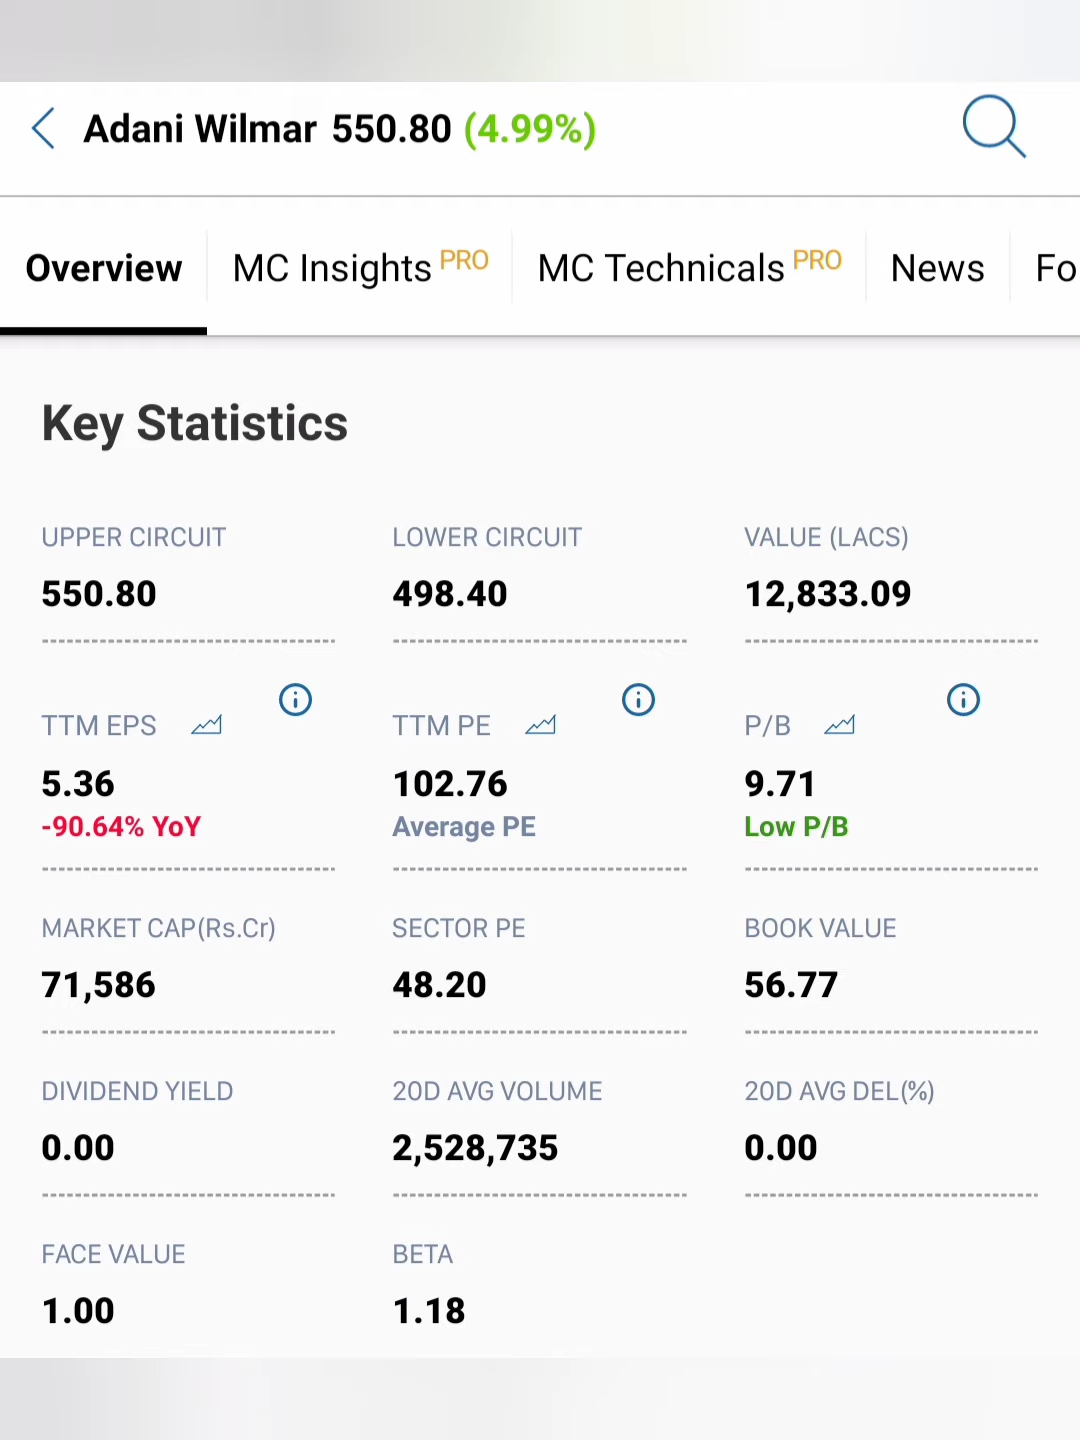 Adani Wilmar 550.80 (4.99%)
Overview MC Insights PRO MC Technicals PRO News Fo
Key Statistics
UPPER CIRCUIT LOWER CIRCUIT VALUE (LACS)
550.80 498.40 12,833.09
TTM EPS TTM PE P/B
5.36 102.76 9.71
-90.64% YoY Average PE Low P/B
MARKET CAP(Rs.Cr) SECTOR PE BOOK VALUE
71,586 48.20 56.77
DIVIDEND YIELD 20D AVG VOLUME 20D AVG DEL(%)
0.00 2,528,735 0.00
FACE VALUE BETA
1.00 1.18